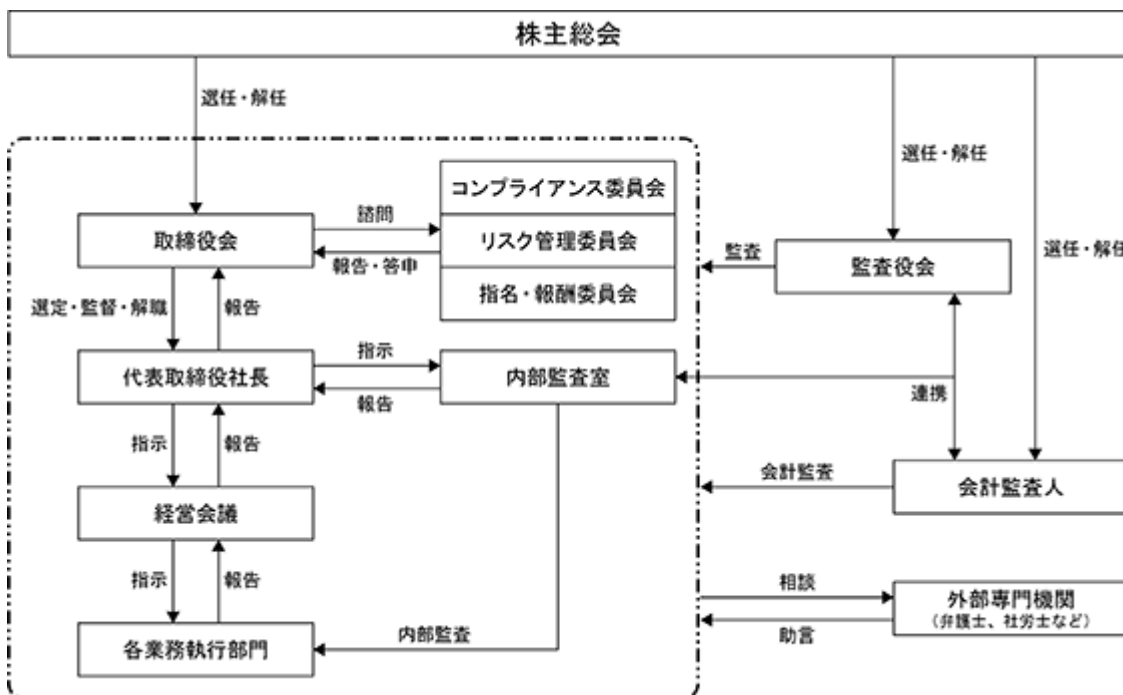 株主総会
選任・解任
選任・解任
選任・解任
コンプライアンス委員会
リスク管理委員会
指名・報酬委員会
諮問
取締役会
報告・答申
監査
監査役会
選定・監督・解職
報告
代表取締役社長
指示
報告
内部監査室
連携
指示
報告
経営会議
会計監査
会計監査人
指示
報告
相談
助言
外部専門機関
(弁護士、社労士など)
内部監査
各業務執行部門